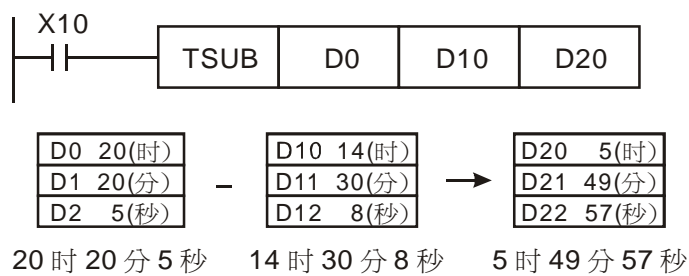 X10
TSUB D0 D10 D20
D0 20(时) D10 14(时) D20 5(时)
D1 20(分) D11 30(分) D21 49(分)
D2 5(秒) D12 8(秒) D22 57(秒)
20 时 20 分 5 秒 14 时 30 分 8 秒 5 时 49 分 57 秒